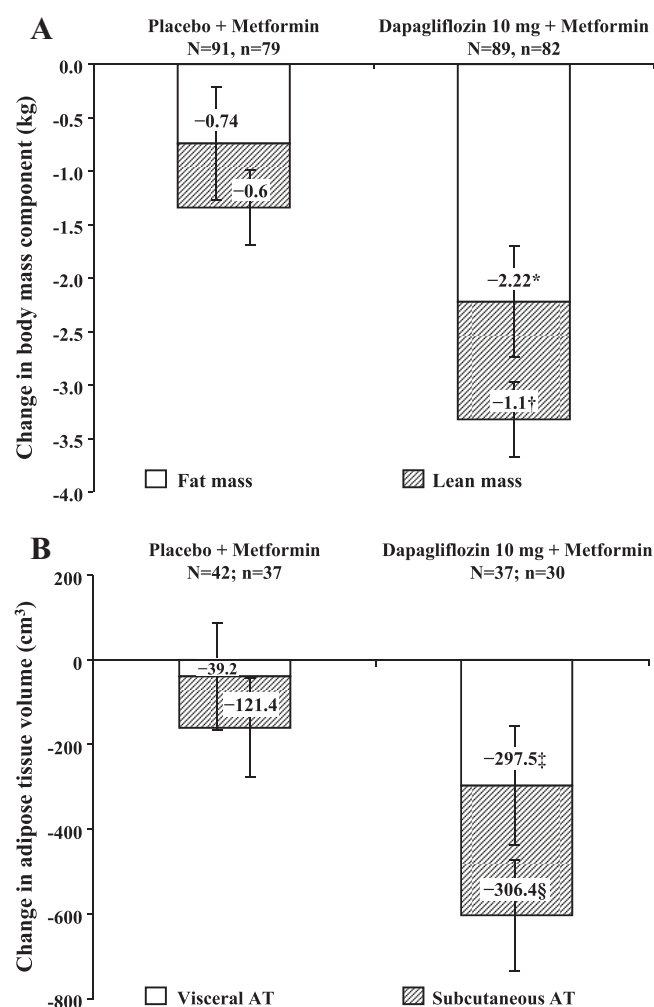 A
Placebo + Metformin
N=91, n=79
Dapagliflozin 10 mg + Metformin
N=89, n=82
Change in body mass component (kg)
0.0
-0.5
-1.0
-1.5
-2.0
-2.5
-3.0
-3.5
-4.0
−0.74
−0.6
−2.22*
−1.1†
Fat mass
Lean mass
B
Placebo + Metformin
N=42; n=37
Dapagliflozin 10 mg + Metformin
N=37; n=30
Change in adipose tissue volume (cm³)
200
0
-200
-400
-600
-800
−39.2
−121.4
−297.5‡
−306.4§
Visceral AT
Subcutaneous AT